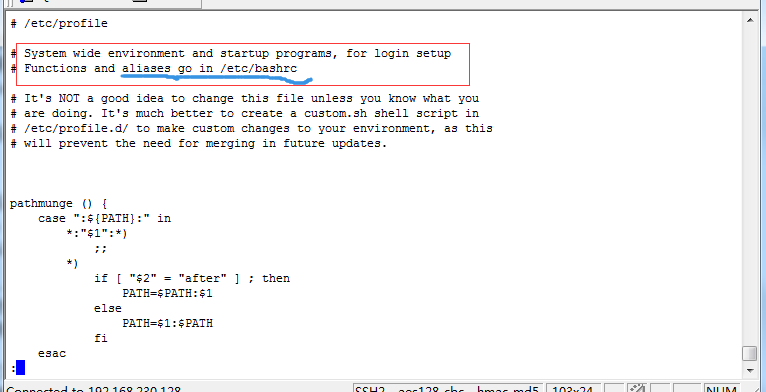 # /etc/profile
# System wide environment and startup programs, for login setup
# Functions and aliases go in /etc/bashrc
# It's NOT a good idea to change this file unless you know what you
# are doing. It's much better to create a custom.sh shell script in
# /etc/profile.d/ to make custom changes to your environment, as this
# will prevent the need for merging in future updates.
pathmunge () {
    case ":${PATH}:" in
        *:"$1":*)
            ;;
        *)
            if [ "$2" = "after" ] ; then
                PATH=$PATH:$1
            else
                PATH=$1:$PATH
            fi
    esac
:
Connected to 192.168.230.128 SSH2 - aes128-cbc - hmac-md5 103x24 NUM